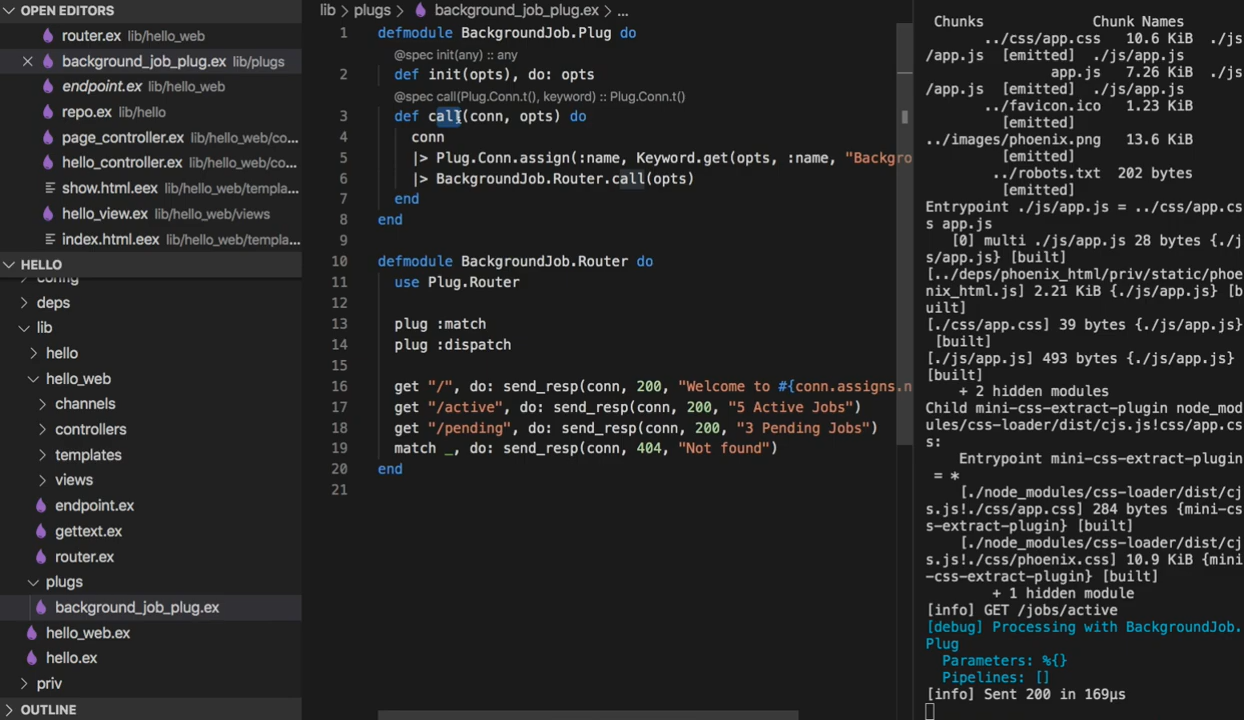 OPEN EDITORS
router.ex lib/hello_web
background_job_plug.ex lib/plugs
endpoint.ex lib/hello_web
repo.ex lib/hello
page_controller.ex lib/hello_web/co...
hello_controller.ex lib/hello_web/co...
show.html.eex lib/hello_web/templa...
hello_view.ex lib/hello_web/views
index.html.eex lib/hello_web/templa...
HELLO
config
deps
lib
hello
hello_web
channels
controllers
templates
views
endpoint.ex
gettext.ex
router.ex
plugs
background_job_plug.ex
hello_web.ex
hello.ex
priv
OUTLINE
lib > plugs > background_job_plug.ex > ...
1 defmodule BackgroundJob.Plug do
@spec init(any) :: any
2 def init(opts), do: opts
@spec call(Plug.Conn.t(), keyword) :: Plug.Conn.t()
3 def call(conn, opts) do
4 conn
5 |> Plug.Conn.assign(:name, Keyword.get(opts, :name, "Backgro
6 |> BackgroundJob.Router.call(opts)
7 end
8 end
9
10 defmodule BackgroundJob.Router do
11 use Plug.Router
12
13 plug :match
14 plug :dispatch
15
16 get "/", do: send_resp(conn, 200, "Welcome to #{conn.assigns.n
17 get "/active", do: send_resp(conn, 200, "5 Active Jobs")
18 get "/pending", do: send_resp(conn, 200, "3 Pending Jobs")
19 match _, do: send_resp(conn, 404, "Not found")
20 end
21
Chunks Chunk Names
../css/app.css 10.6 KiB ./js
/app.js [emitted] ./js/app.js
app.js 7.26 KiB ./js
/app.js [emitted] ./js/app.js
../favicon.ico 1.23 KiB
[emitted]
../images/phoenix.png 13.6 KiB
[emitted]
../robots.txt 202 bytes
[emitted]
Entrypoint ./js/app.js = ../css/app.cs
s app.js
[0] multi ./js/app.js 28 bytes {./j
s/app.js} [built]
[../deps/phoenix_html/priv/static/phoe
nix_html.js] 2.21 KiB {./js/app.js} [b
uilt]
[./css/app.css] 39 bytes {./js/app.js}
[built]
[./js/app.js] 493 bytes {./js/app.js}
[built]
+ 2 hidden modules
Child mini-css-extract-plugin node_mod
ules/css-loader/dist/cjs.js!css/app.cs
s:
Entrypoint mini-css-extract-plugin
= *
[./node_modules/css-loader/dist/cj
s.js!./css/app.css] 284 bytes {mini-cs
s-extract-plugin} [built]
[./node_modules/css-loader/dist/cj
s.js!./css/phoenix.css] 10.9 KiB {mini
-css-extract-plugin} [built]
+ 1 hidden module
[info] GET /jobs/active
[debug] Processing with BackgroundJob.
Plug
Parameters: %{}
Pipelines: []
[info] Sent 200 in 169µs